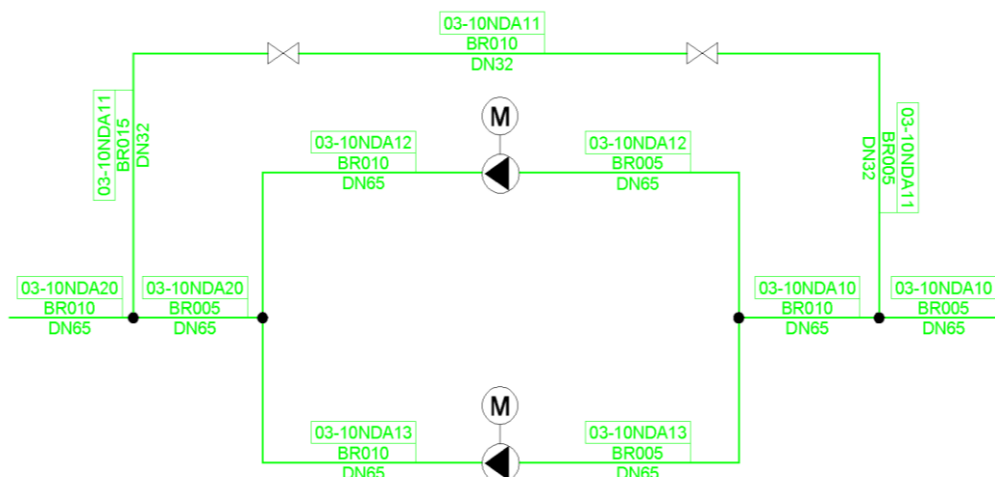 03-10NDA11
BR010
DN32
03-10NDA11
BR015
DN32
03-10NDA11
BR005
DN32
M
03-10NDA12
BR010
DN65
03-10NDA12
BR005
DN65
03-10NDA20
BR010
DN65
03-10NDA20
BR005
DN65
03-10NDA10
BR010
DN65
03-10NDA10
BR005
DN65
M
03-10NDA13
BR010
DN65
03-10NDA13
BR005
DN65